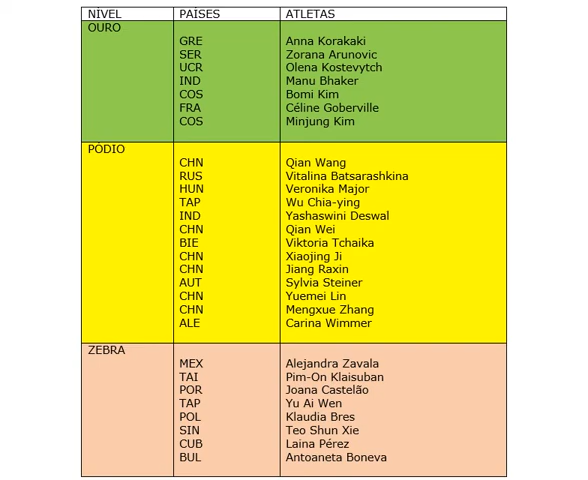 NÍVEL PAÍSES ATLETAS
OURO
GRE Anna Korakaki
SER Zorana Arunovic
UCR Olena Kostevytch
IND Manu Bhaker
COS Bomi Kim
FRA Céline Goberville
COS Minjung Kim
PÓDIO
CHN Qian Wang
RUS Vitalina Batsarashkina
HUN Veronika Major
TAP Wu Chia-ying
IND Yashaswini Deswal
CHN Qian Wei
BIE Viktoria Tchaika
CHN Xiaojing Ji
CHN Jiang Raxin
AUT Sylvia Steiner
CHN Yuemei Lin
CHN Mengxue Zhang
ALE Carina Wimmer
ZEBRA
MEX Alejandra Zavala
TAI Pim-On Klaisuban
POR Joana Castelão
TAP Yu Ai Wen
POL Klaudia Bres
SIN Teo Shun Xie
CUB Laina Pérez
BUL Antoaneta Boneva